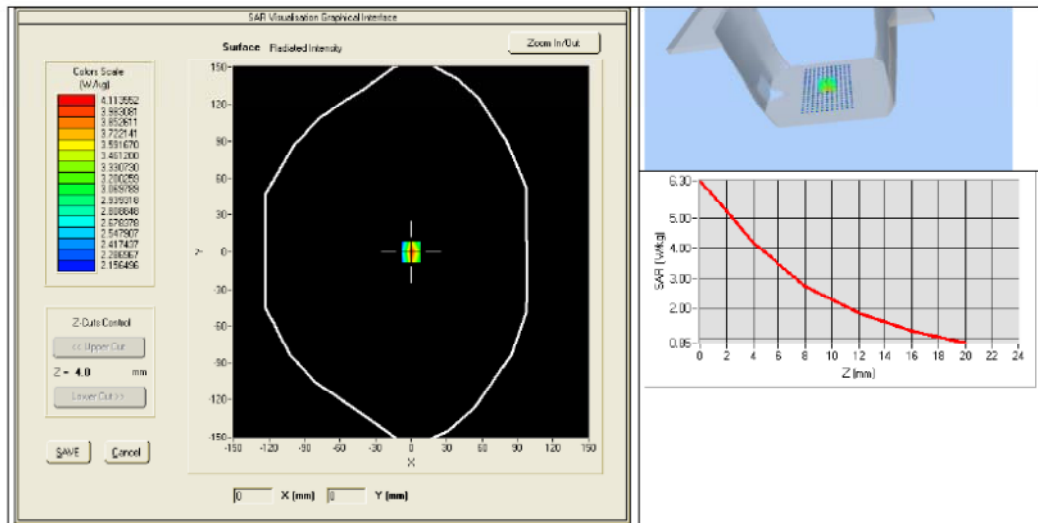 SAR Visualisation Graphical Interface
Surface Radiated Intensity
Zoom In/Out
Colors Scale
(W/kg)
4.113552
3.983081
3.852611
3.722141
3.591670
3.461200
3.330730
3.200259
3.069789
2.939318
2.808848
2.678378
2.547907
2.417437
2.286967
2.156496
Z-Cuts Control
<< Upper Cut
Z = 4.0 mm
Lower Cut >>
SAVE
Cancel
150
120
90
60
30
0
-30
-60
-90
-120
-150
Y
-150 -120 -90 -60 -30 0 30 60 90 120 150
X
0 X (mm) 0 Y (mm)
6.30
5.00
4.00
3.00
2.00
0.85
SAR (W/kg)
0 2 4 6 8 10 12 14 16 18 20 22 24
Z (mm)